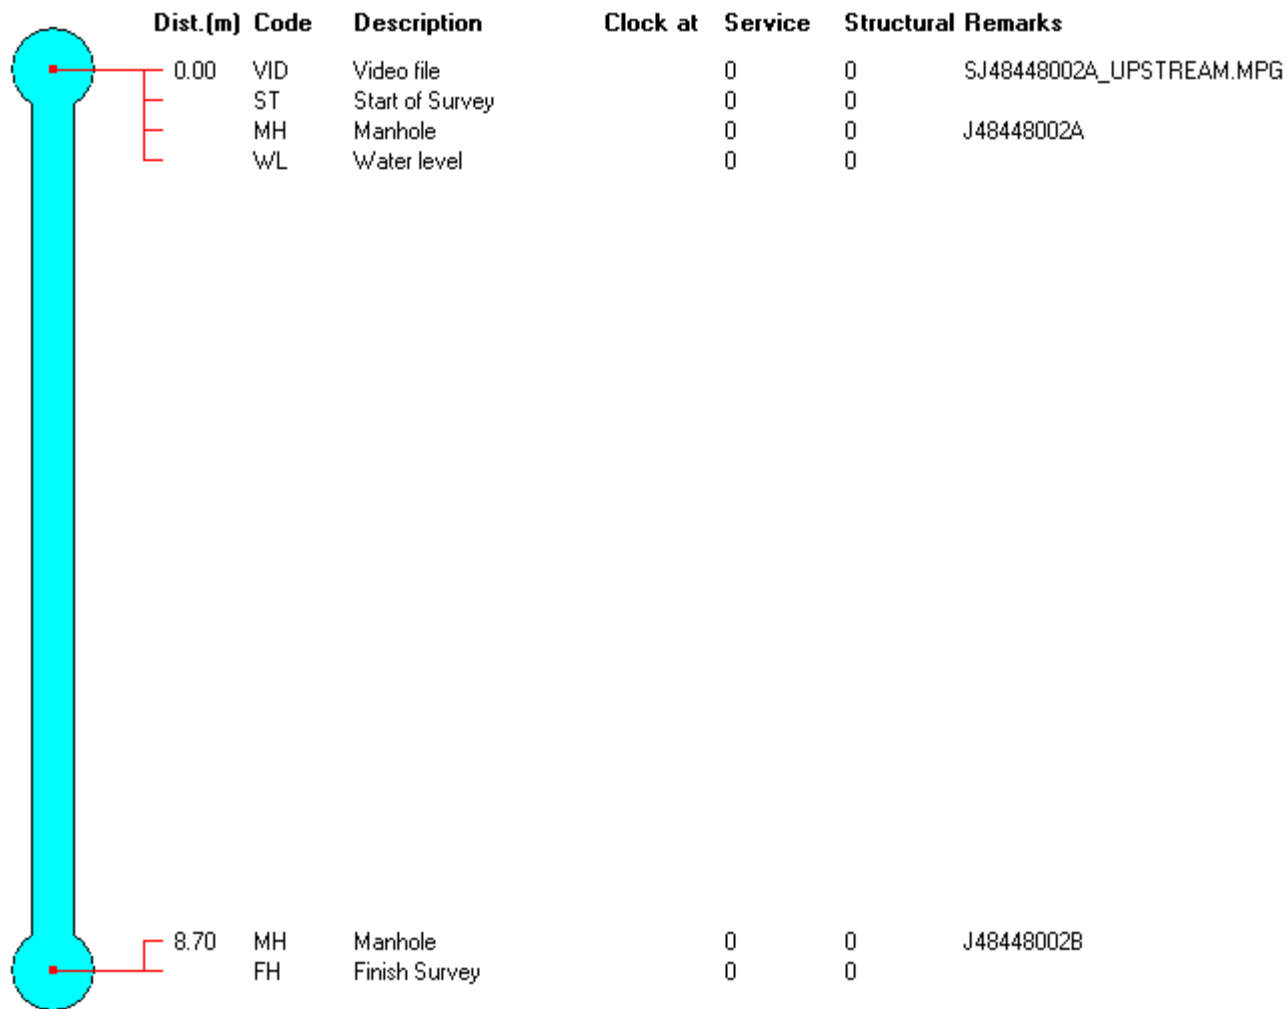 Dist.(m) Code Description Clock at Service Structural Remarks
0.00 VID Video file 0 0 SJ48448002A_UPSTREAM.MPG
ST Start of Survey 0 0
MH Manhole 0 0 J48448002A
WL Water level 0 0
8.70 MH Manhole 0 0 J48448002B
FH Finish Survey 0 0